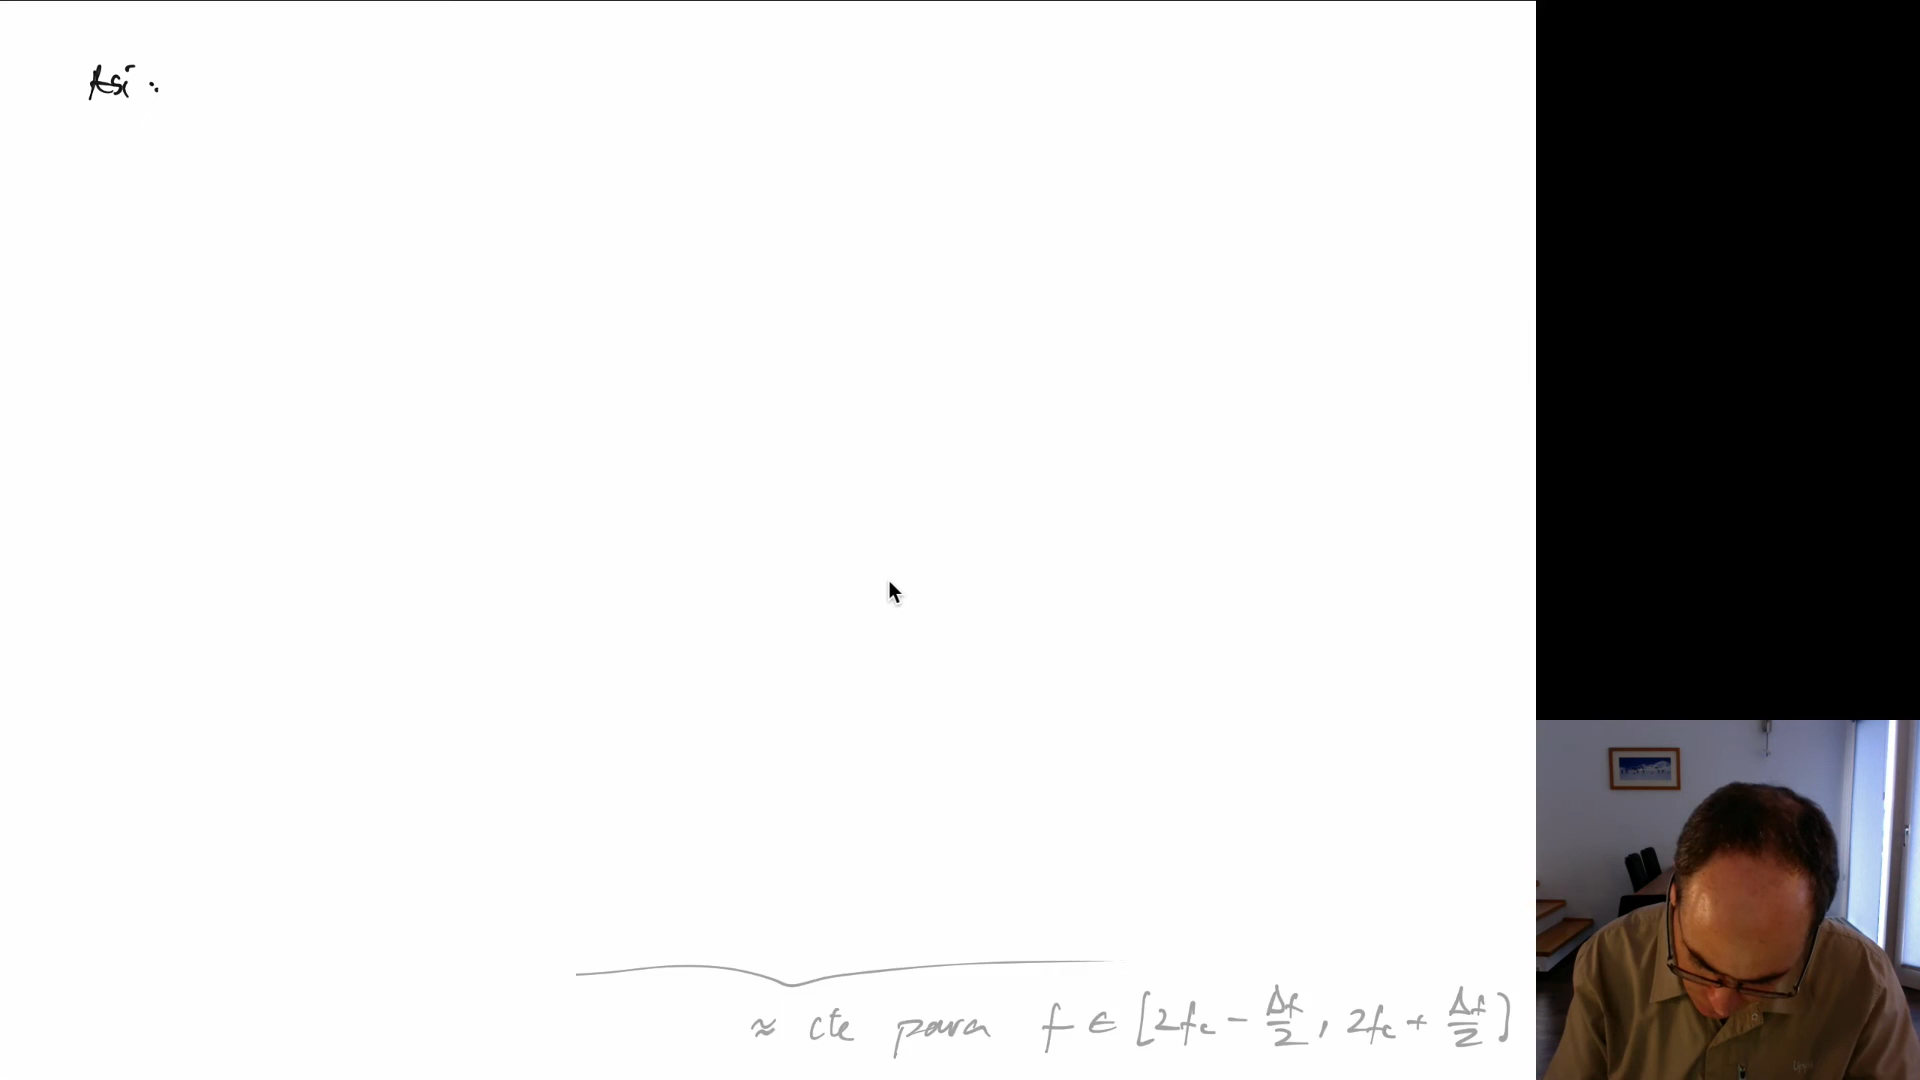 Así :
≈ cte para f ∈ [2fc - Δf/2, 2fc + Δf/2]